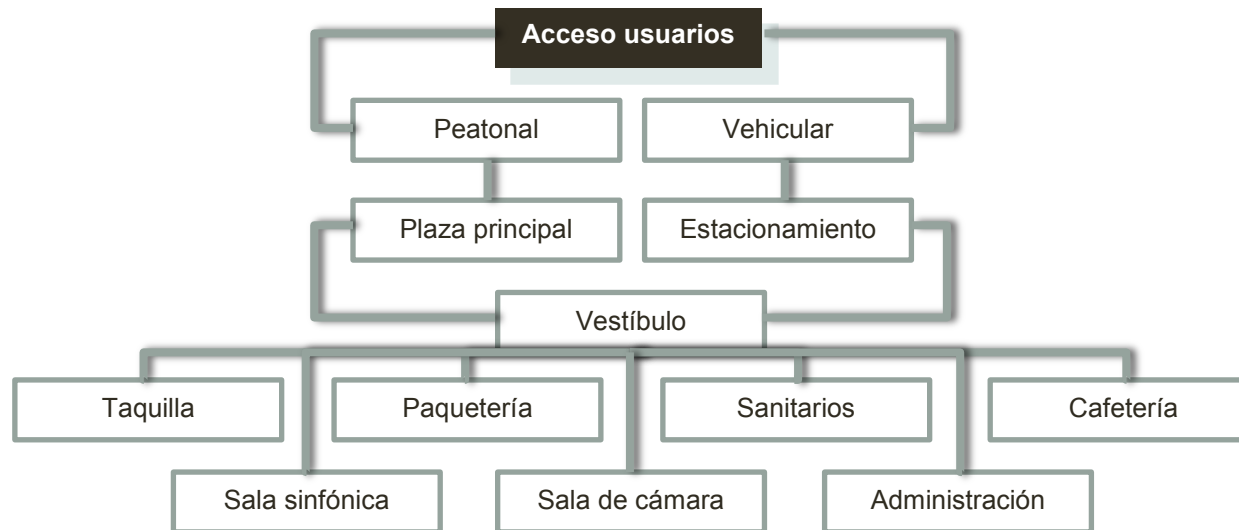 Acceso usuarios
Peatonal
Vehicular
Plaza principal
Estacionamiento
Vestíbulo
Taquilla
Paquetería
Sanitarios
Cafetería
Sala sinfónica
Sala de cámara
Administración